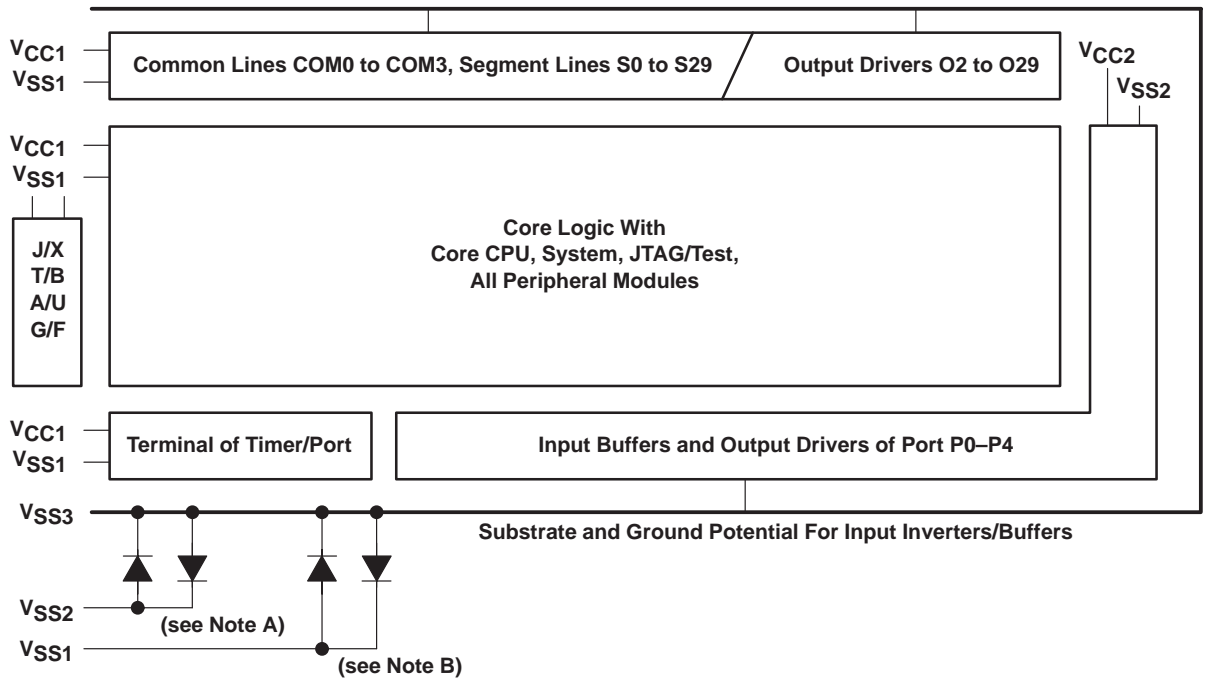 VCC1
VSS1
Common Lines COM0 to COM3, Segment Lines S0 to S29
Output Drivers O2 to O29
VCC2
VSS2
VCC1
VSS1
J/X
T/B
A/U
G/F
Core Logic With
Core CPU, System, JTAG/Test,
All Peripheral Modules
VCC1
VSS1
Terminal of Timer/Port
Input Buffers and Output Drivers of Port P0–P4
VSS3
Substrate and Ground Potential For Input Inverters/Buffers
VSS2
(see Note A)
VSS1
(see Note B)